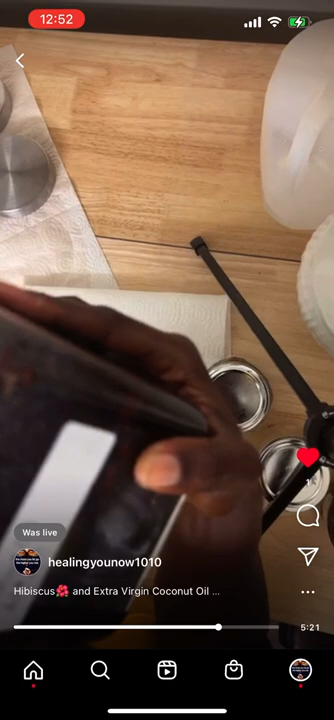 12:52
Was live
healingyounow1010
Hibiscus🌺 and Extra Virgin Coconut Oil ...
5:21